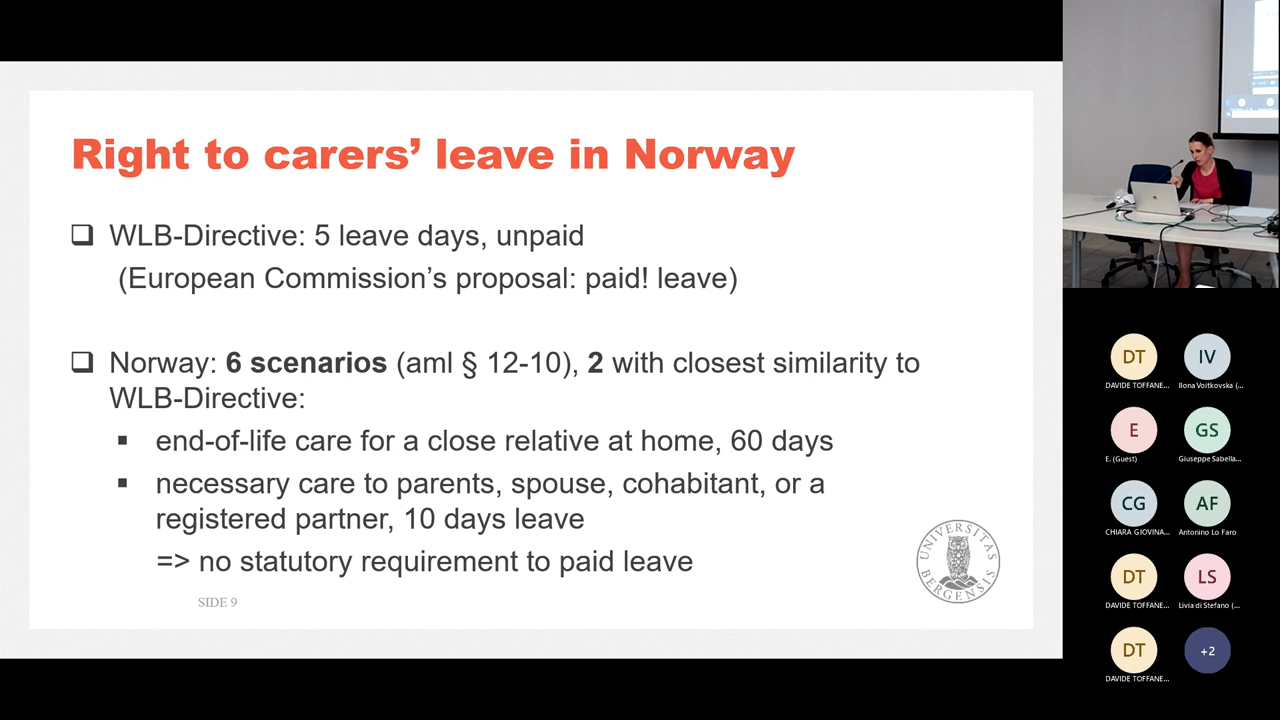 Right to carers’ leave in Norway
❑ WLB-Directive: 5 leave days, unpaid
(European Commission’s proposal: paid! leave)
❑ Norway: 6 scenarios (aml § 12-10), 2 with closest similarity to
WLB-Directive:
▪ end-of-life care for a close relative at home, 60 days
▪ necessary care to parents, spouse, cohabitant, or a
registered partner, 10 days leave
=> no statutory requirement to paid leave
SIDE 9
UNIVERSITAS
BERGENSIS
DT
DAVIDE TOFFANE...
IV
Ilona Voitkovska (...
E
E. (Guest)
GS
Giuseppe Sabella...
CG
CHIARA GIOVINA...
AF
Antonino Lo Faro
DT
DAVIDE TOFFANE...
LS
Livia di Stefano (...
DT
DAVIDE TOFFANE...
+2